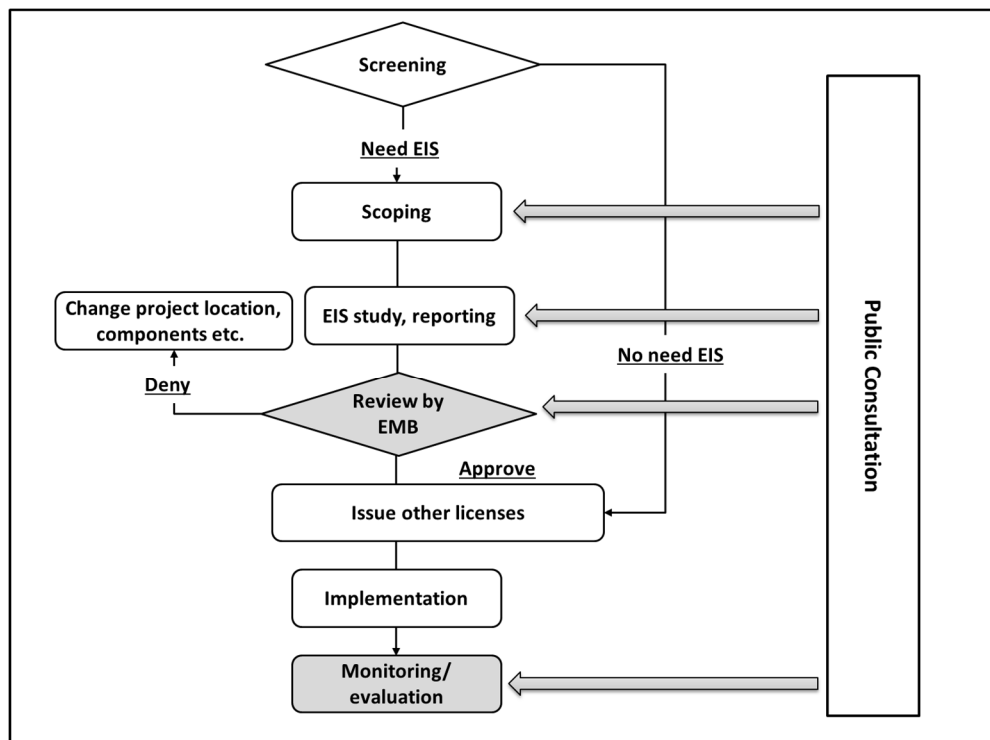 Screening
Need EIS
Scoping
Change project location,
components etc.
EIS study, reporting
No need EIS
Deny
Review by
EMB
Approve
Issue other licenses
Implementation
Monitoring/
evaluation
Public Consultation